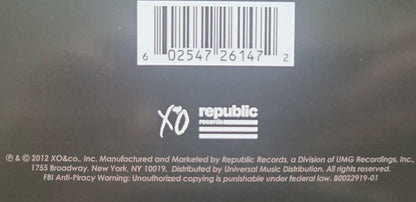 6 02547 26147 2
XO republic
records
℗ & © 2012 XO&co., Inc. Manufactured and Marketed by Republic Records, a Division of UMG Recordings, Inc.,
1755 Broadway, New York, NY 10019. Distributed by Universal Music Distribution. All rights reserved.
FBI Anti-Piracy Warning: Unauthorized copying is punishable under federal law. B0022919-01